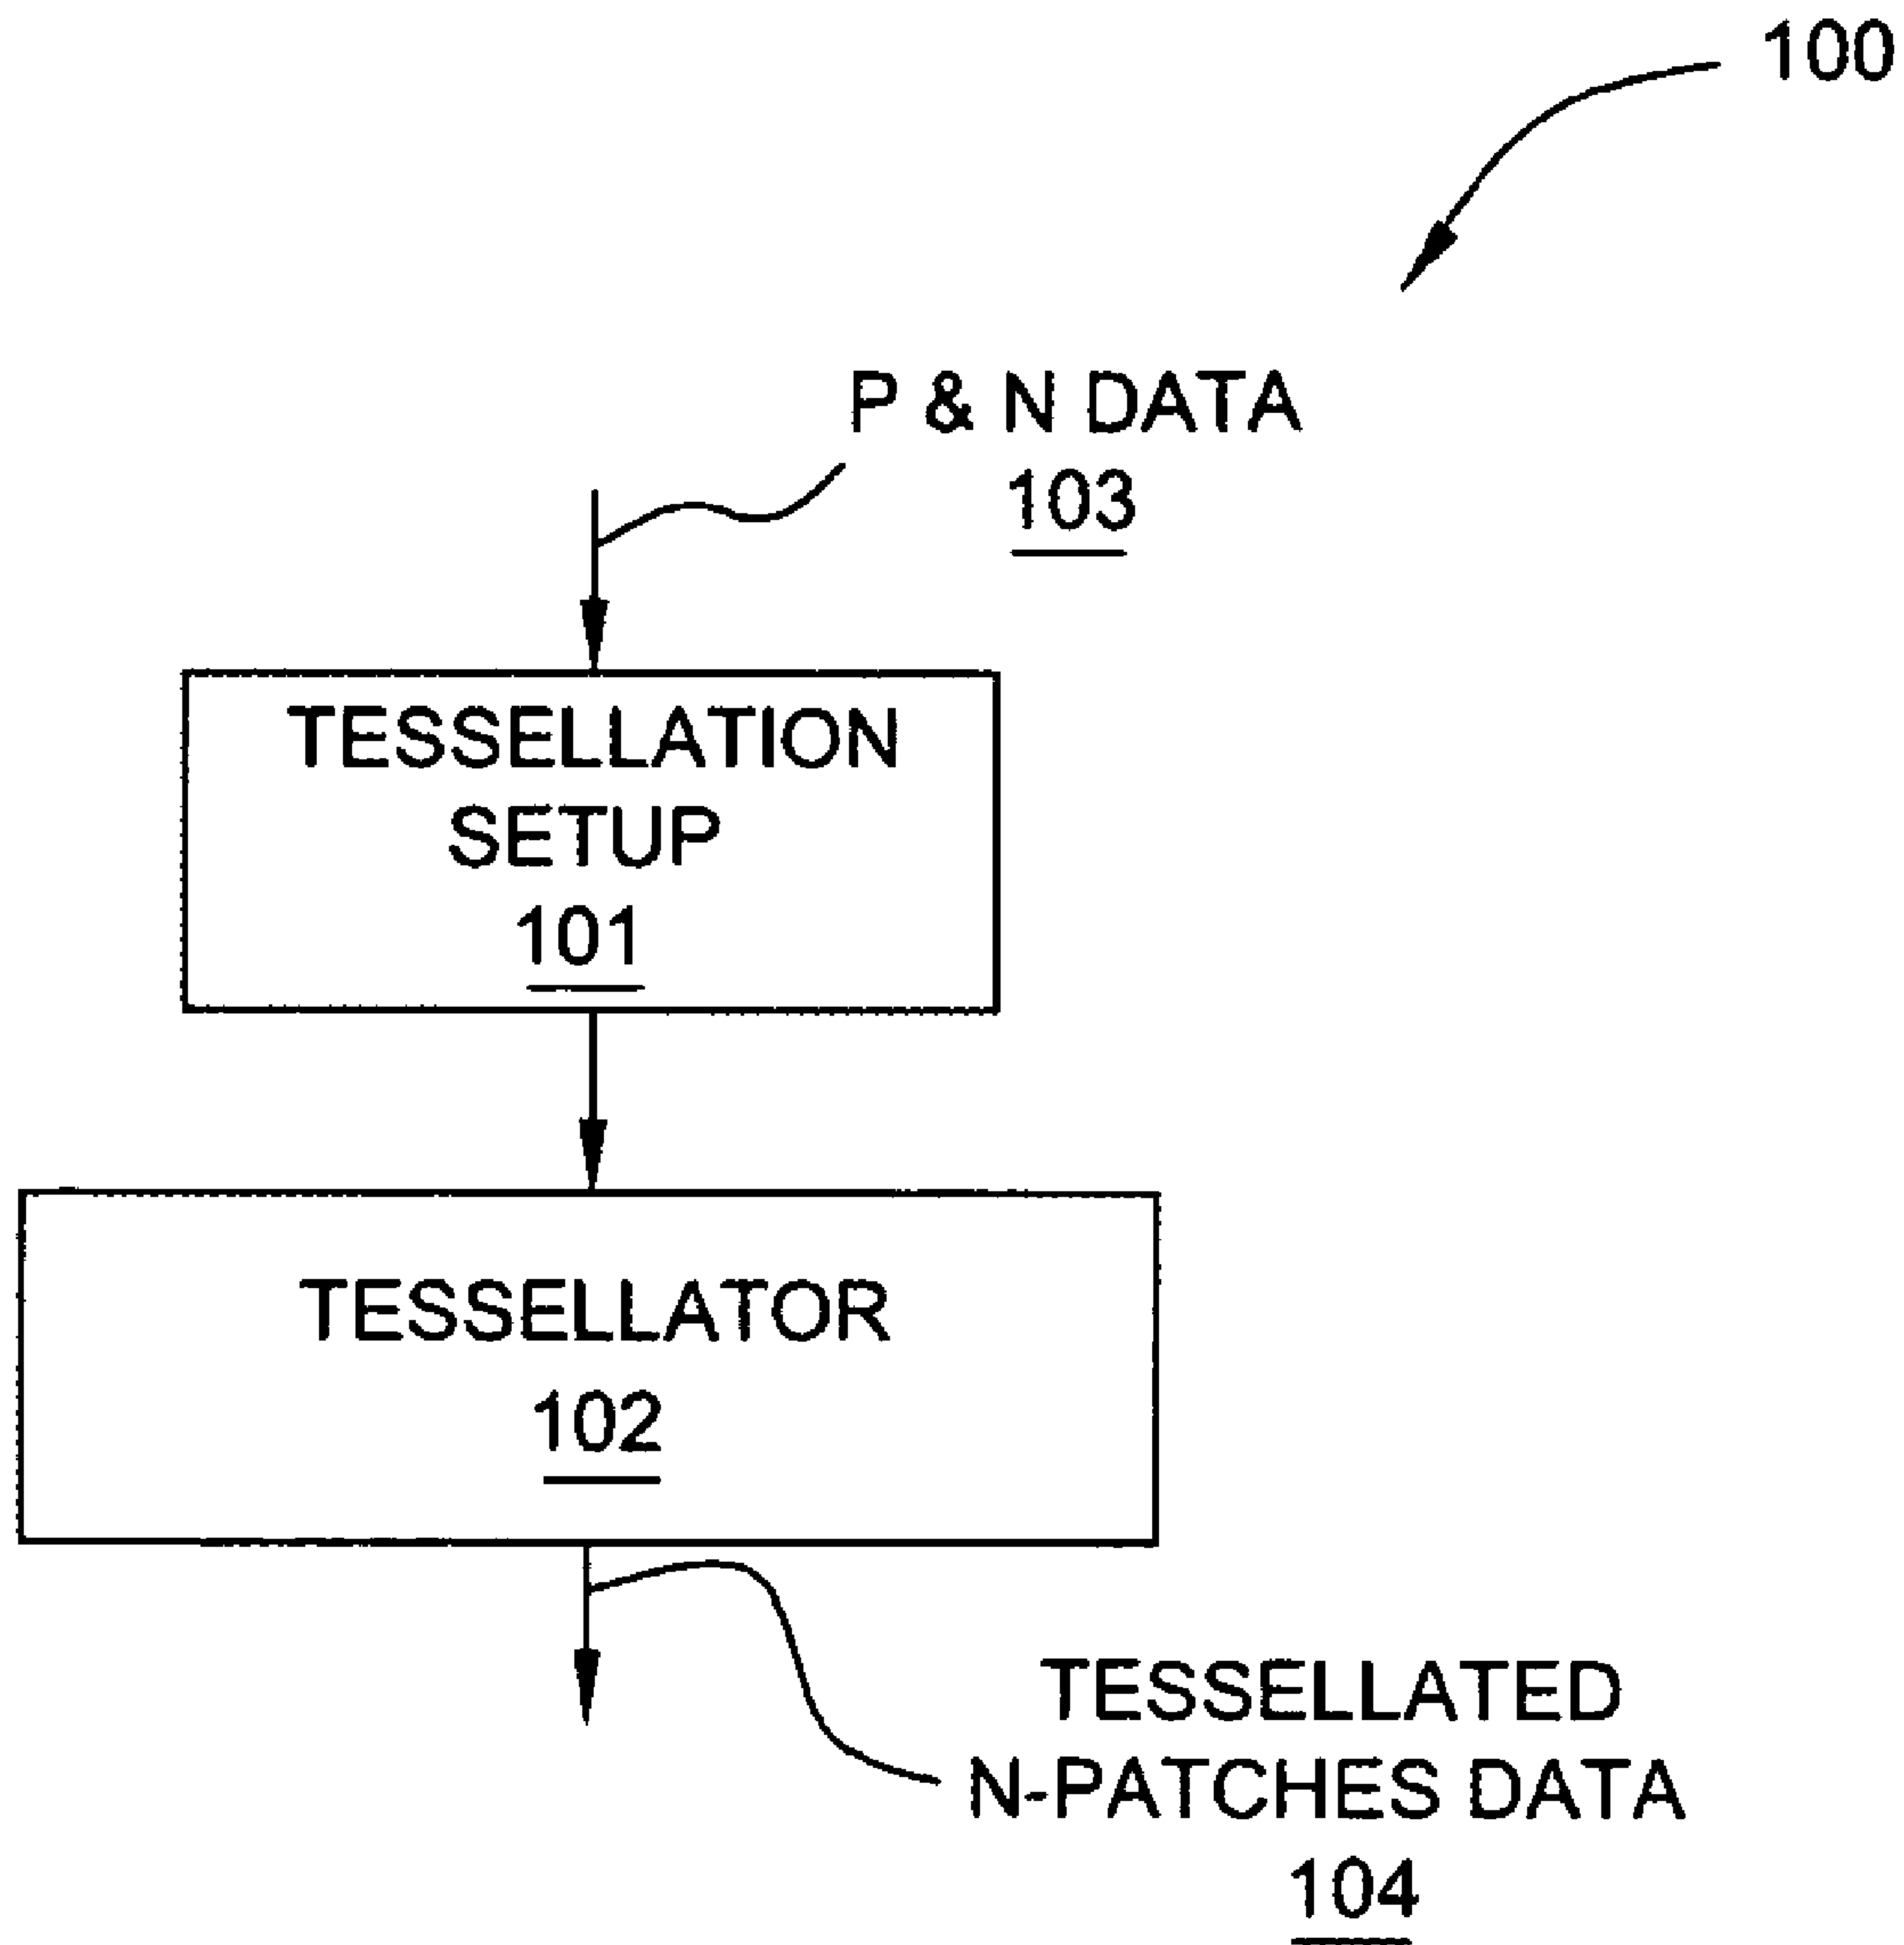 100
P & N DATA
103
TESSELLATION
SETUP
101
TESSELLATOR
102
TESSELLATED
N-PATCHES DATA
104